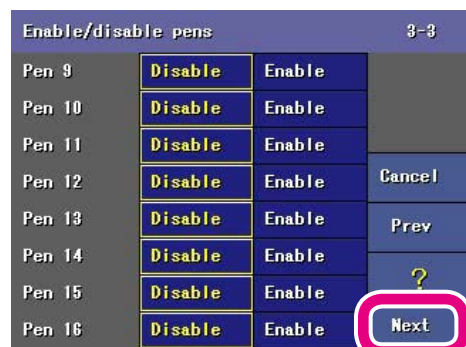 Enable/disable pens 3-3
Pen 9 Disable Enable
Pen 10 Disable Enable
Pen 11 Disable Enable
Pen 12 Disable Enable Cancel
Pen 13 Disable Enable Prev
Pen 14 Disable Enable
Pen 15 Disable Enable ?
Pen 16 Disable Enable Next